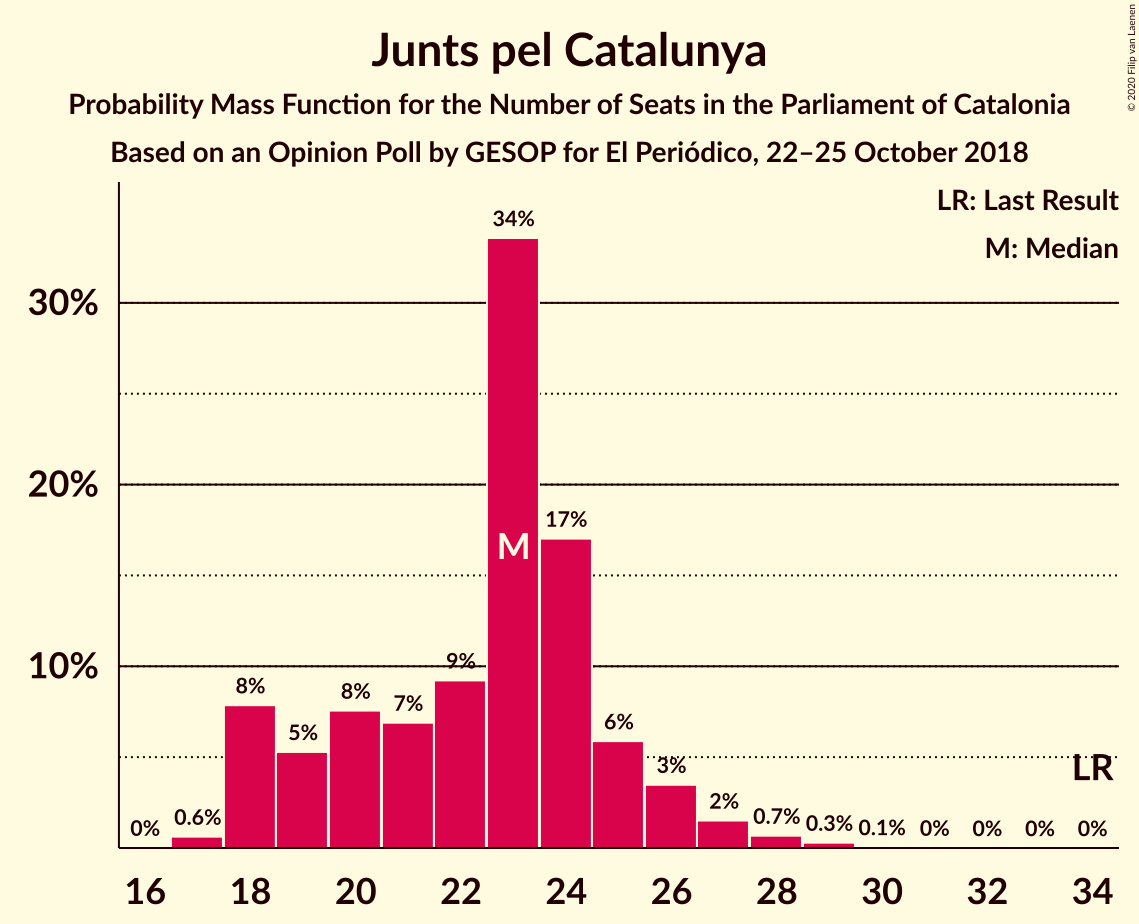 Junts pel Catalunya
Probability Mass Function for the Number of Seats in the Parliament of Catalonia
Based on an Opinion Poll by GESOP for El Periódico, 22–25 October 2018
© 2020 Filip van Laenen
LR: Last Result
M: Median
30%
20%
10%
0%
0.6%
8%
5%
8%
7%
9%
34%
M
17%
6%
3%
2%
0.7%
0.3%
0.1%
0%
0%
0%
0%
LR
16 18 20 22 24 26 28 30 32 34